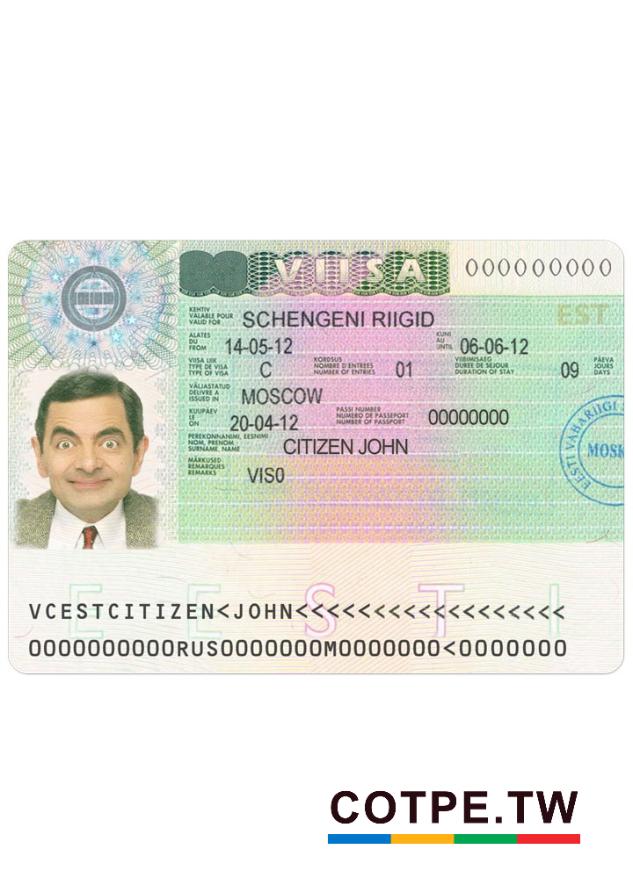 VIISA 000000000
KEHTIV
VALABLE POUR
VALID FOR
SCHENGENI RIIGID
EST
ALATES
DU
FROM
14-05-12
KUNI
AU
UNTIL
06-06-12
VIISA LIIK
TYPE DE VISA
TYPE OF VISA
C
KORDSUS
NOMBRE D'ENTREES
NUMBER OF ENTRIES
01
VIIBIMISAEG
DUREE DE SEJOUR
DURATION OF STAY
09
PÄEVA
JOURS
DAYS
VÄLJASTATUD
DELIVRE A
ISSUED IN
MOSCOW
KUUPÄEV
LE
ON
20-04-12
PASSI NUMBER
NUMERO DE PASSEPORT
NUMBER OF PASSPORT
00000000
PEREKONNANIMI, EESNIMI
NOM, PRENOM
SURNAME, NAME
CITIZEN JOHN
MÄRKUSED
REMARQUES
REMARKS
VIS0
EESTI VABARIIGI
MOSK
EESTI
VCESTCITIZEN<JOHN<<<<<<<<<<<<<<<<<<<
0000000000RUS0000000M0000000<0000000
COTPE.TW